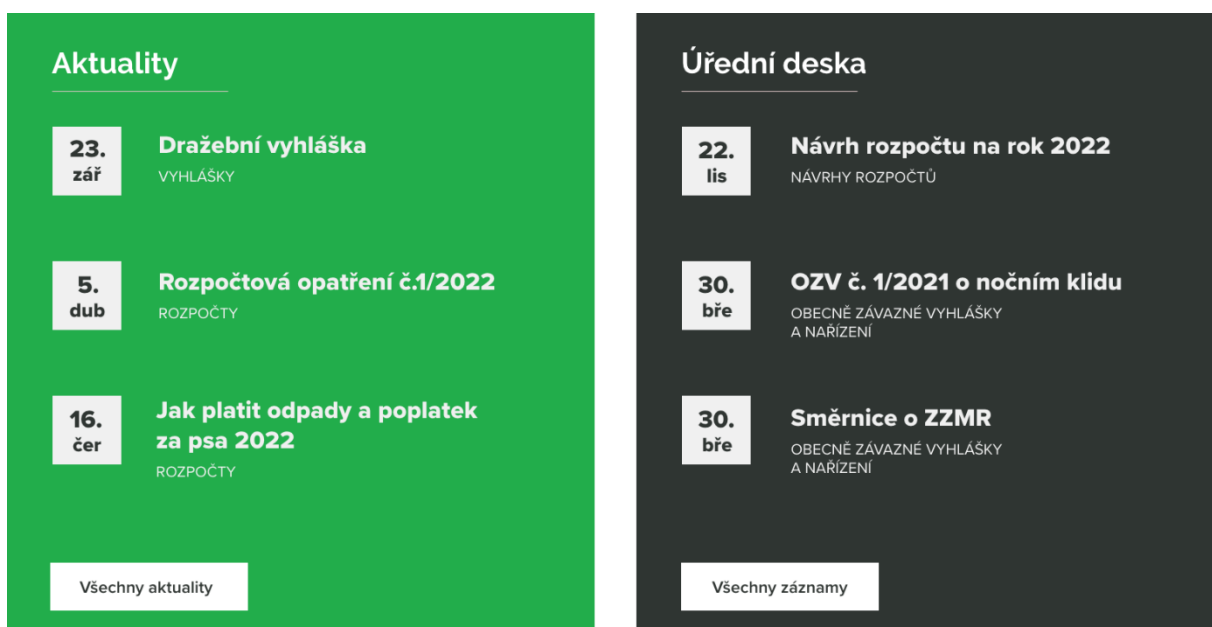 Aktuality
23.
zář
Dražební vyhláška
VYHLÁŠKY
5.
dub
Rozpočtová opatření č.1/2022
ROZPOČTY
16.
čer
Jak platit odpady a poplatek
za psa 2022
ROZPOČTY
Všechny aktuality
Úřední deska
22.
lis
Návrh rozpočtu na rok 2022
NÁVRHY ROZPOČTŮ
30.
bře
OZV č. 1/2021 o nočním klidu
OBECNĚ ZÁVAZNÉ VYHLÁŠKY
A NAŘÍZENÍ
30.
bře
Směrnice o ZZMR
OBECNĚ ZÁVAZNÉ VYHLÁŠKY
A NAŘÍZENÍ
Všechny záznamy